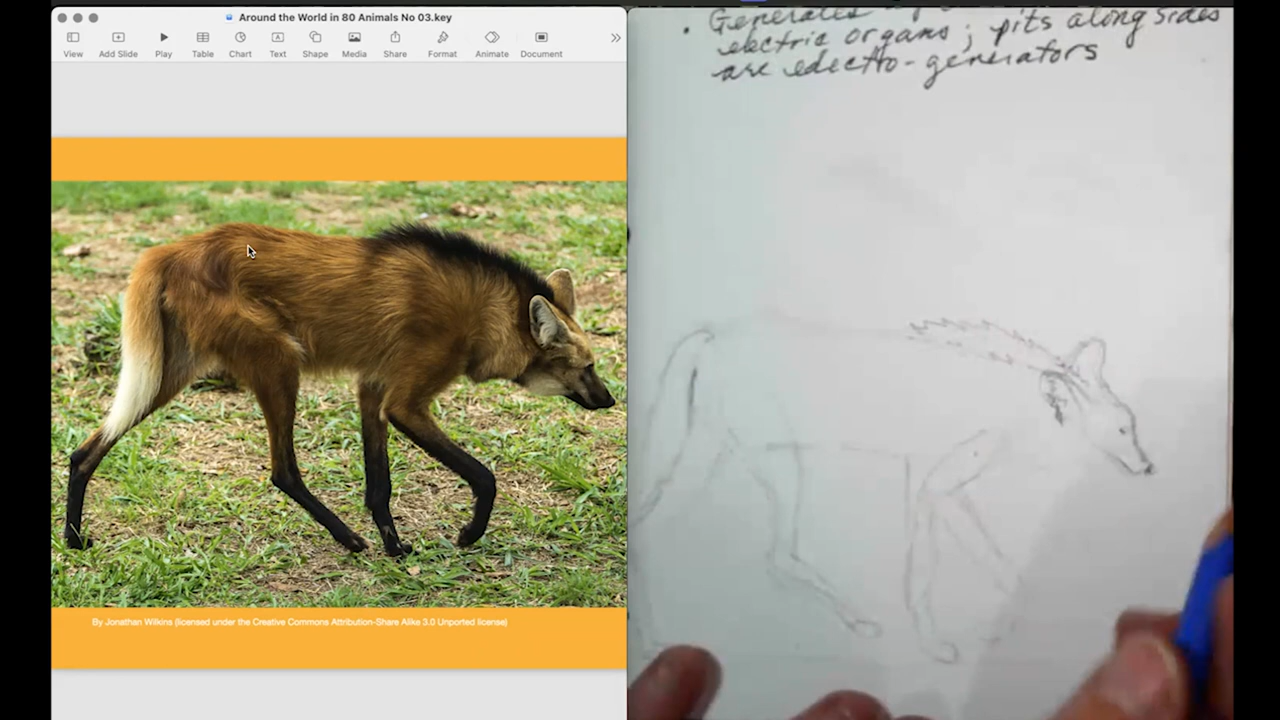 Around the World in 80 Animals No 03.key
View Add Slide Play Table Chart Text Shape Media Share Format Animate Document
By Jonathan Wilkins (licensed under the Creative Commons Attribution-Share Alike 3.0 Unported license)
Generates
electric organs; pits along sides
are electro-generators